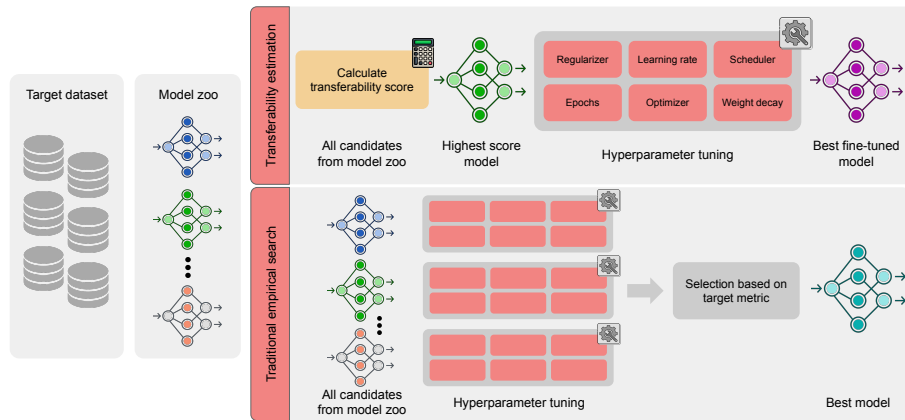 Target dataset
Model zoo
Transferability estimation
Calculate
transferability score
All candidates
from model zoo
Highest score
model
Regularizer
Learning rate
Scheduler
Epochs
Optimizer
Weight decay
Hyperparameter tuning
Best fine-tuned
model
Traditional empirical search
All candidates
from model zoo
Hyperparameter tuning
Selection based on
target metric
Best model